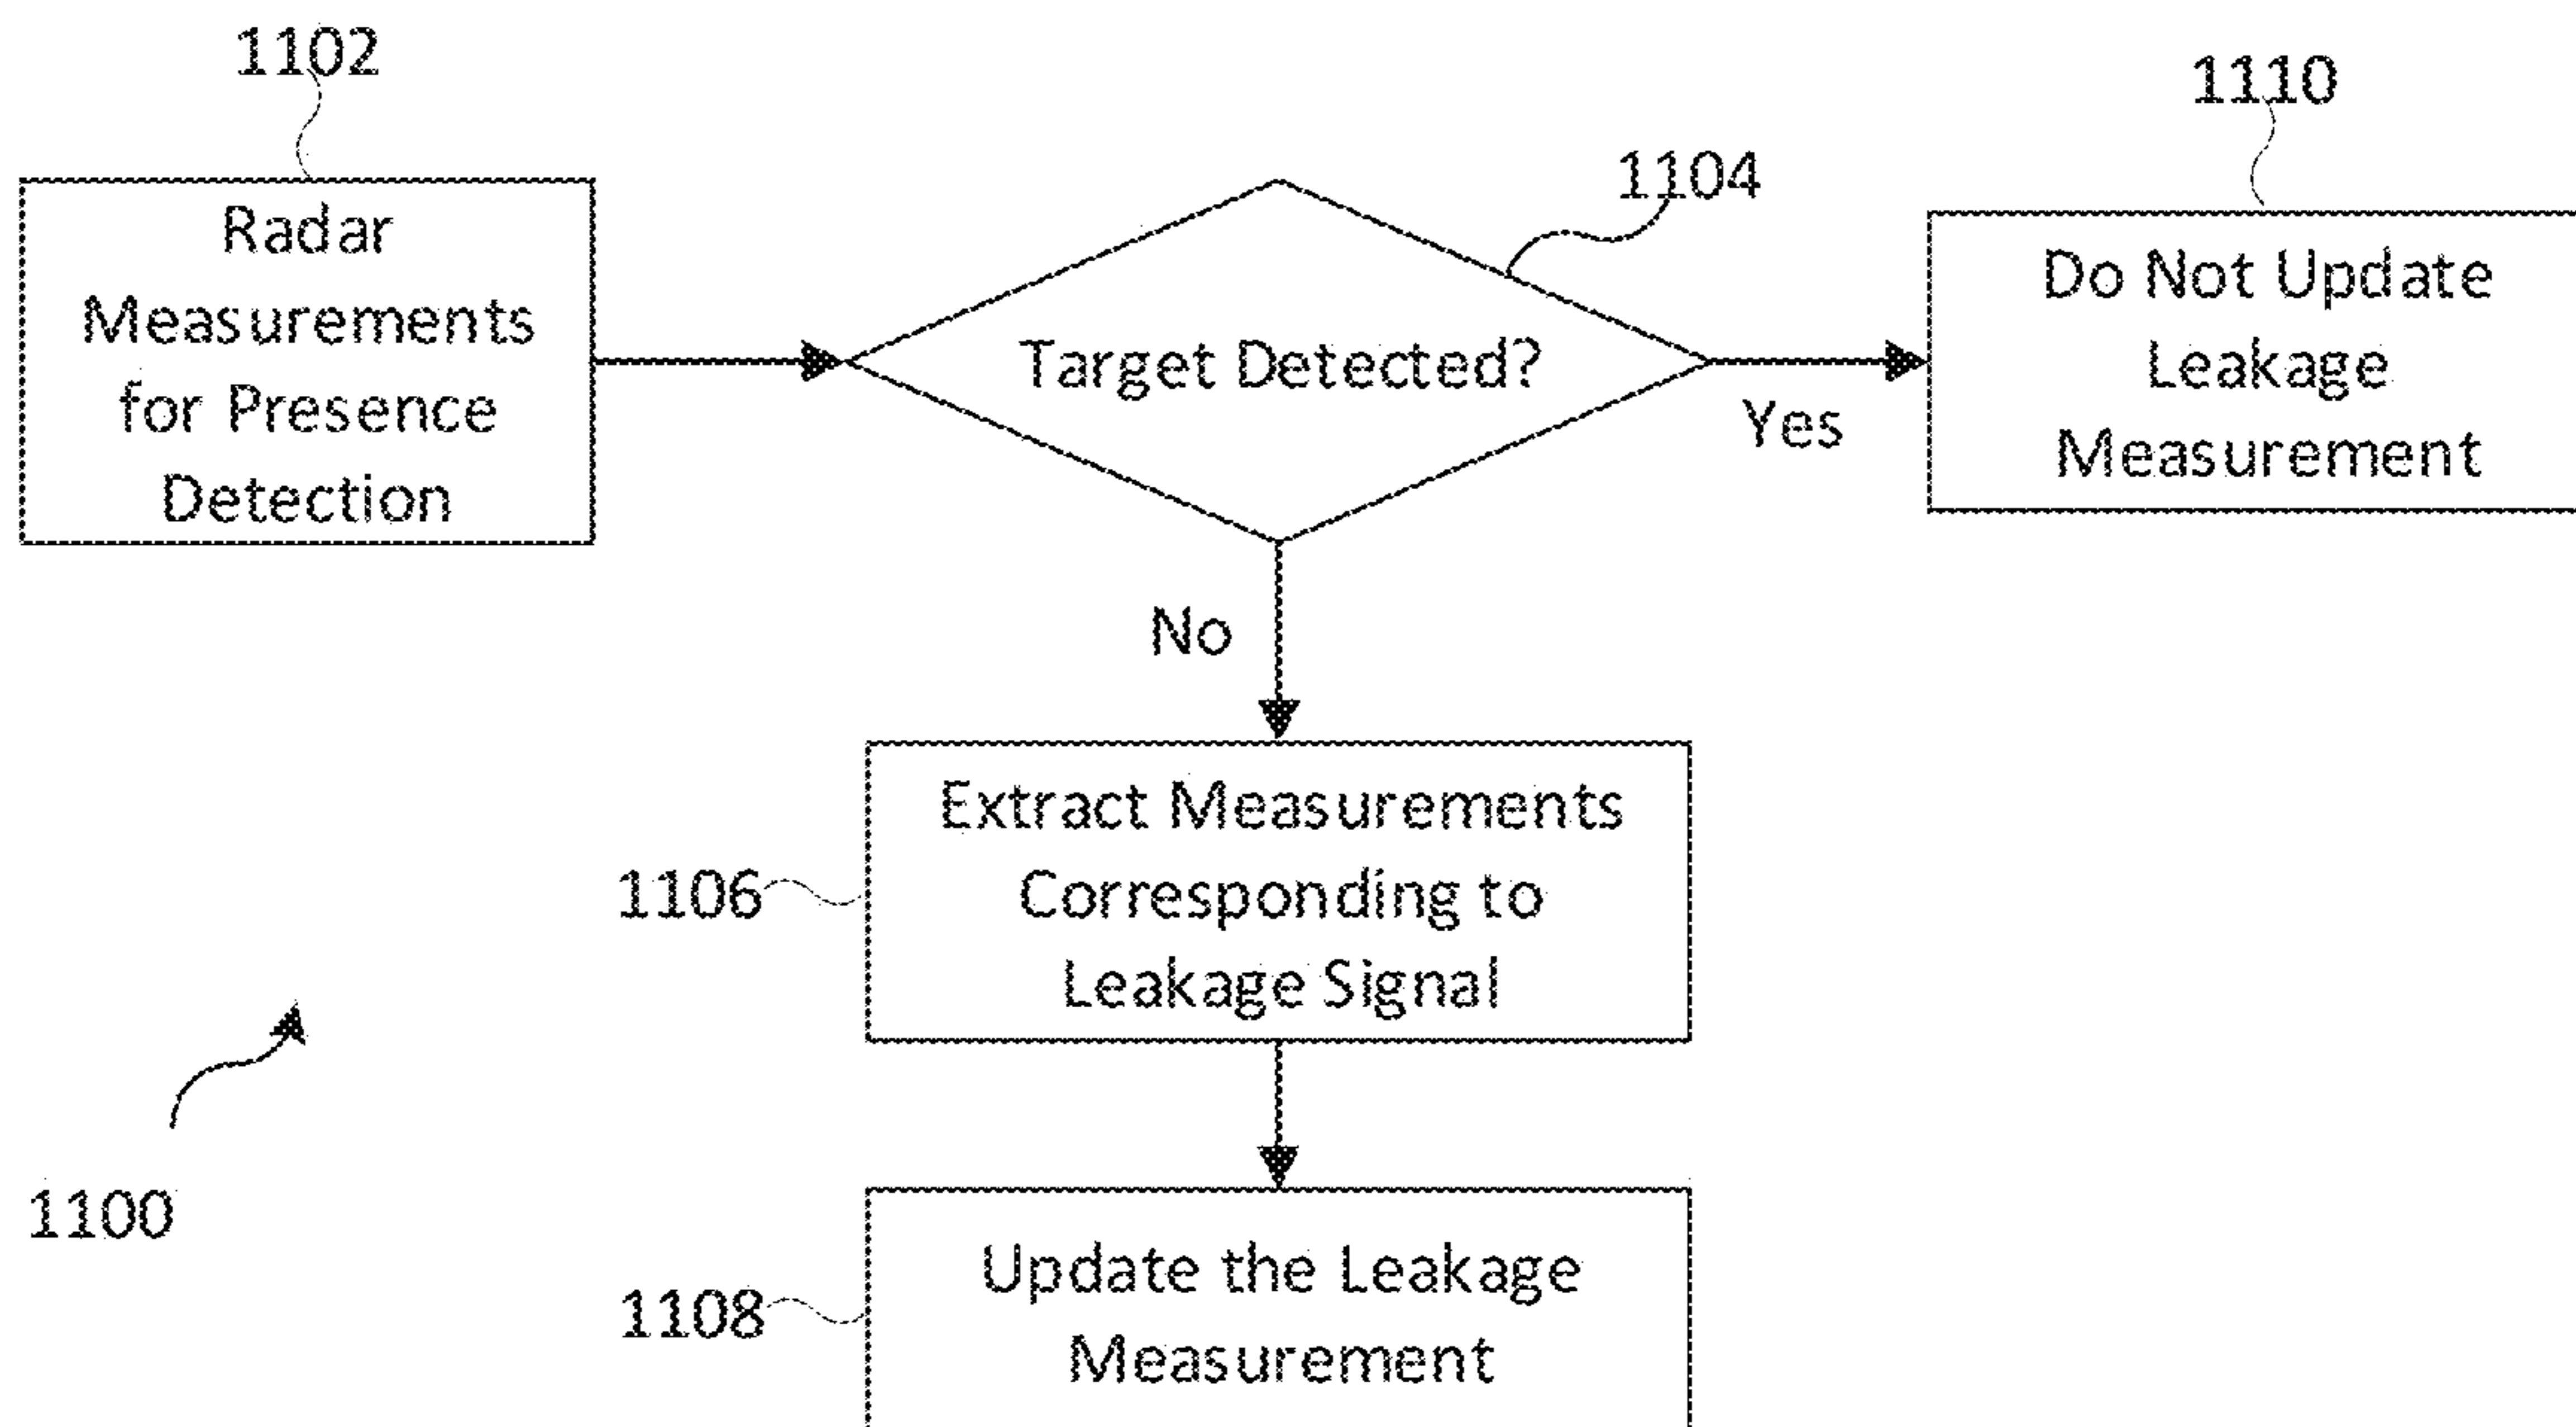 1102
Radar
Measurements
for Presence
Detection
1104
Target Detected?
Yes
1110
Do Not Update
Leakage
Measurement
No
1106
Extract Measurements
Corresponding to
Leakage Signal
1100
1108
Update the Leakage
Measurement